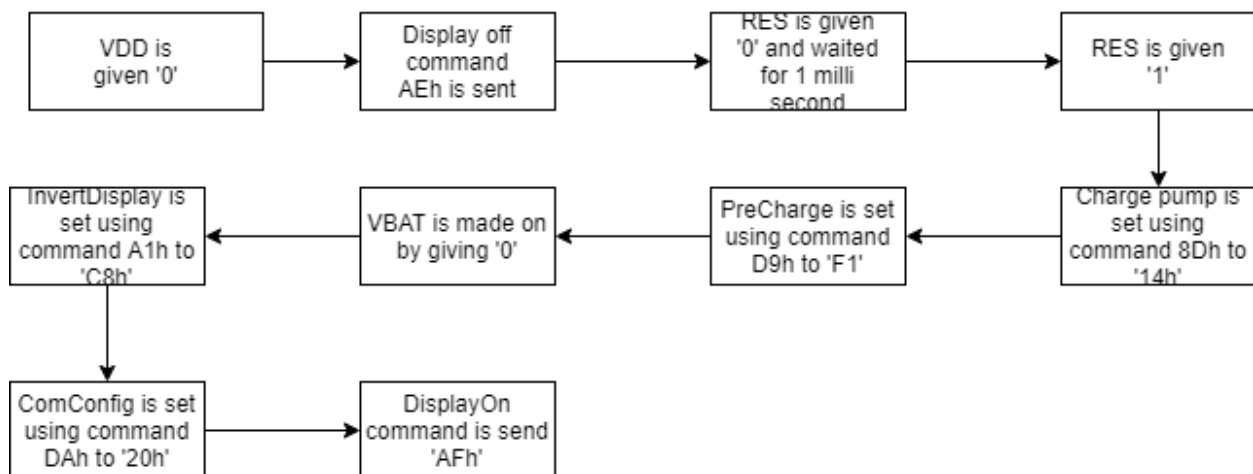 VDD is
given '0'
Display off
command
AEh is sent
RES is given
'0' and waited
for 1 milli
second
RES is given
'1'
Charge pump is
set using
command 8Dh to
'14h'
PreCharge is set
using command
D9h to 'F1'
VBAT is made on
by giving '0'
InvertDisplay is
set using
command A1h to
'C8h'
ComConfig is set
using command
DAh to '20h'
DisplayOn
command is send
'AFh'